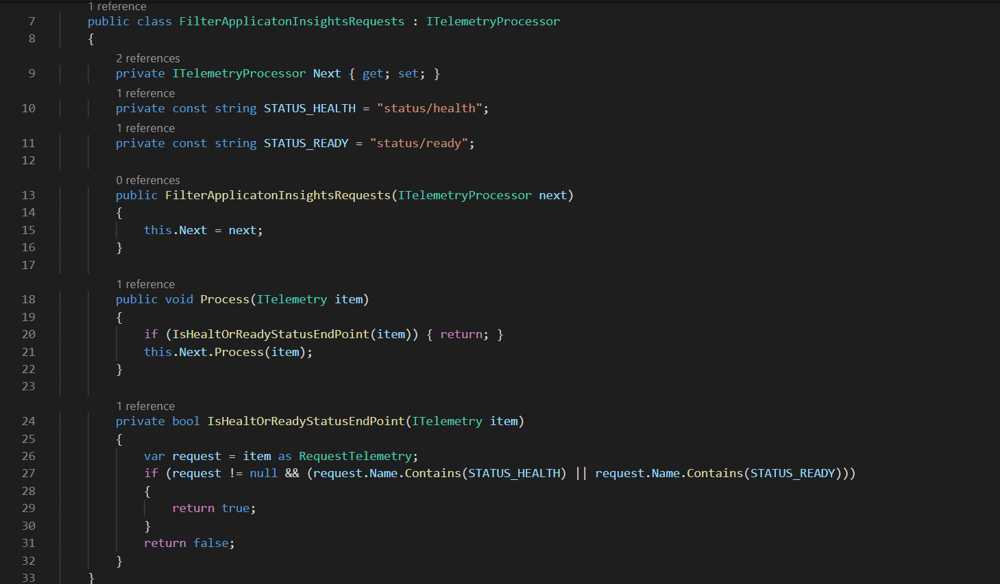 1 reference
7 public class FilterApplicatonInsightsRequests : ITelemetryProcessor
8 {
2 references
9 private ITelemetryProcessor Next { get; set; }
1 reference
10 private const string STATUS_HEALTH = "status/health";
1 reference
11 private const string STATUS_READY = "status/ready";
12
0 references
13 public FilterApplicatonInsightsRequests(ITelemetryProcessor next)
14 {
15 this.Next = next;
16 }
17
1 reference
18 public void Process(ITelemetry item)
19 {
20 if (IsHealtOrReadyStatusEndPoint(item)) { return; }
21 this.Next.Process(item);
22 }
23
1 reference
24 private bool IsHealtOrReadyStatusEndPoint(ITelemetry item)
25 {
26 var request = item as RequestTelemetry;
27 if (request != null && (request.Name.Contains(STATUS_HEALTH) || request.Name.Contains(STATUS_READY)))
28 {
29 return true;
30 }
31 return false;
32 }
33 }